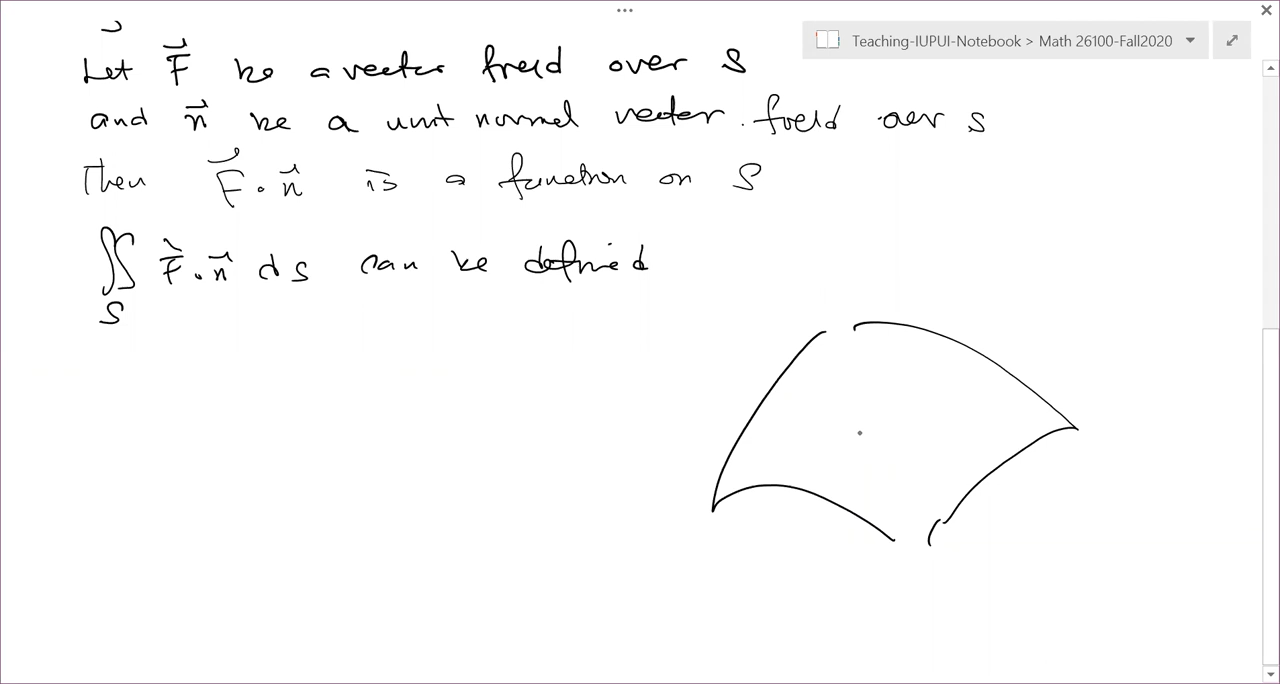 Teaching-IUPUI-Notebook > Math 26100-Fall2020
Let F⃗ be a vector field over S
and n⃗ be a unit normal vector field over S
Then F⃗ · n⃗ is a function on S
∬_S F⃗ · n⃗ dS can be defined